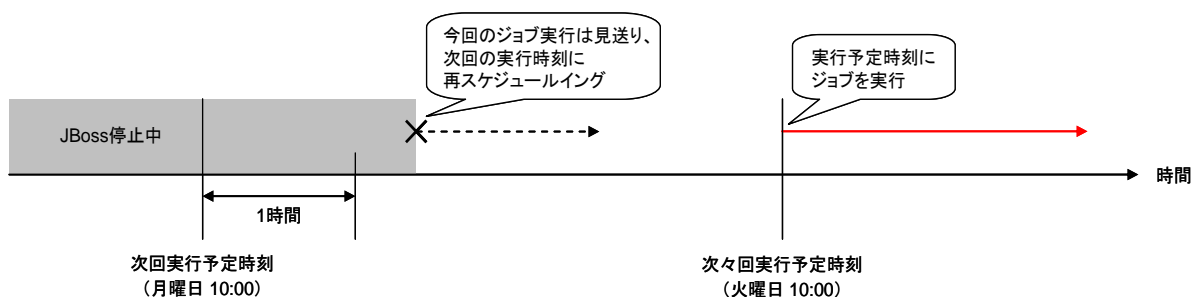 今回のジョブ実行は見送り、
次回の実行時刻に
再スケジュールイング
実行予定時刻に
ジョブを実行
JBoss停止中
時間
1時間
次回実行予定時刻
（月曜日 10:00）
次々回実行予定時刻
（火曜日 10:00）